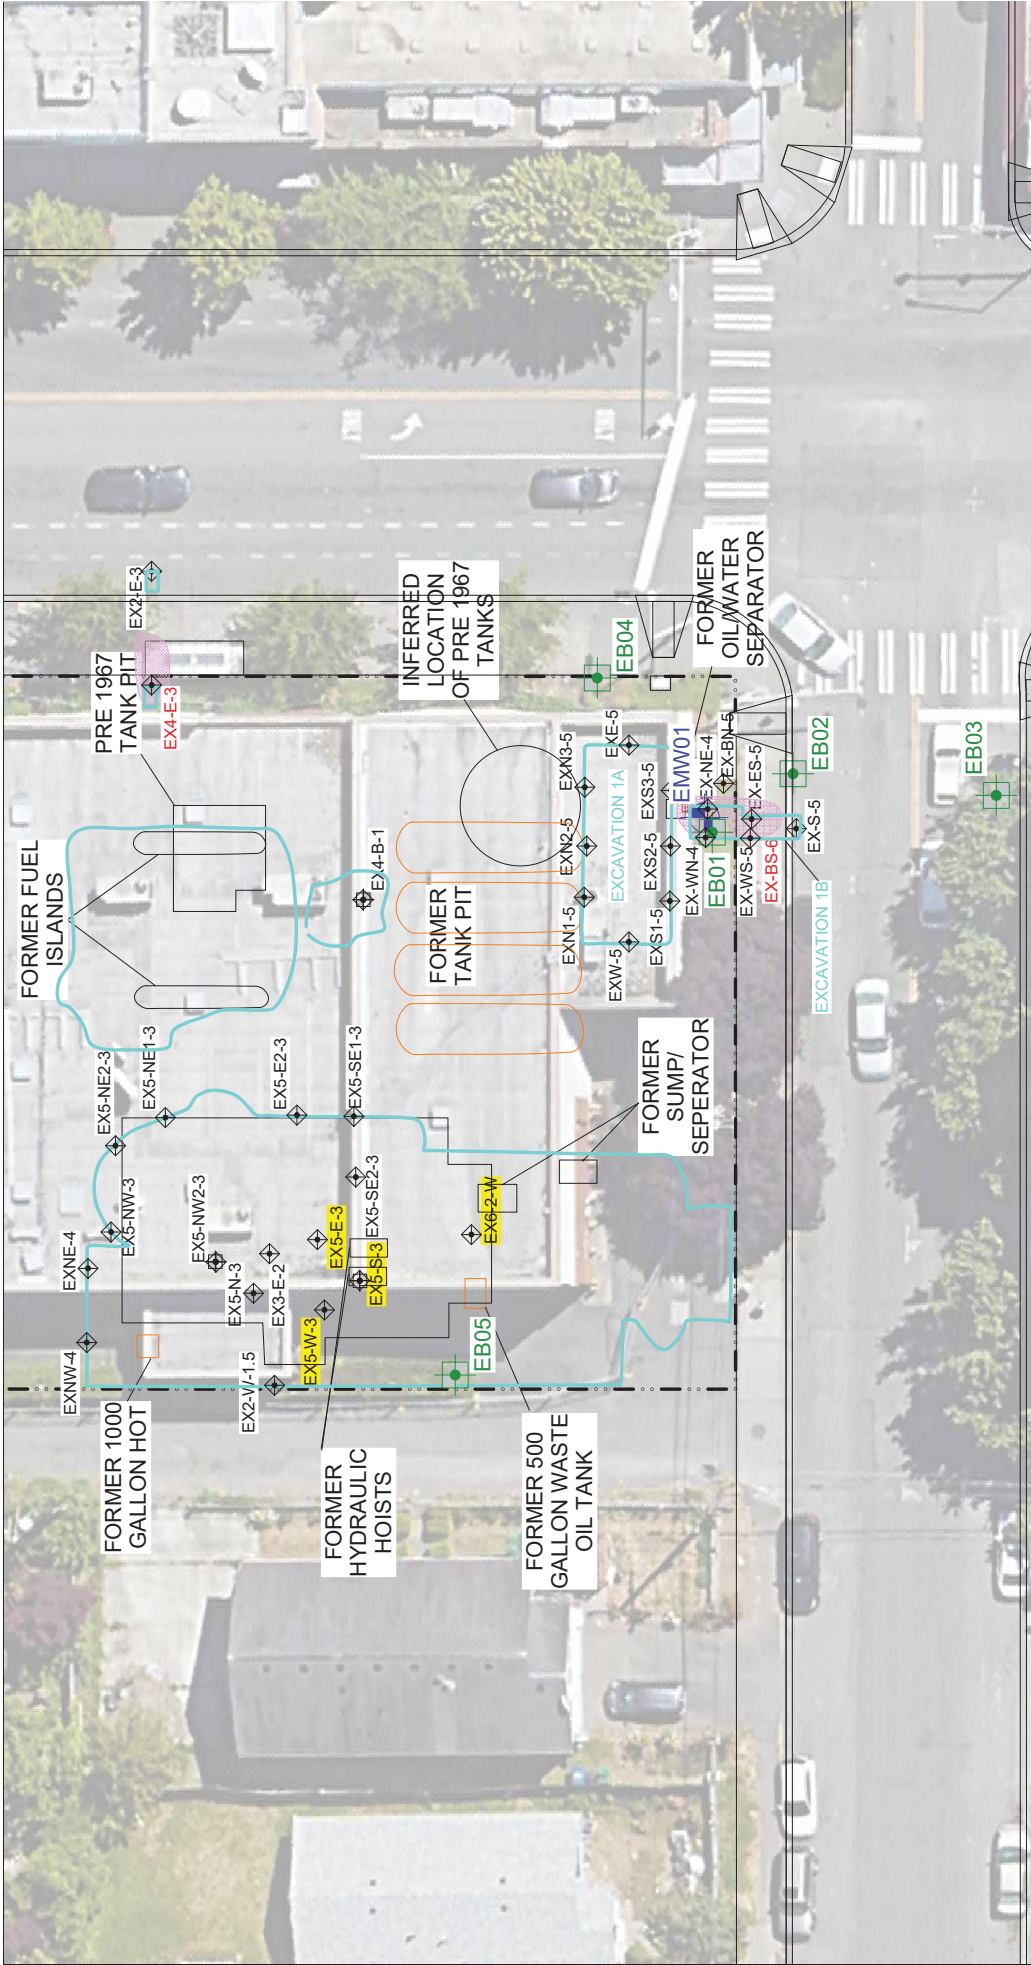 FORMER FUEL
ISLANDS
PRE 1967
TANK PIT
EX2-E-3
EX4-E-3
INFERRED
LOCATION
OF PRE 1967
TANKS
EB04
FORMER
OIL/WATER
SEPARATOR
EX4-B-1
FORMER
TANK PIT
EXN1-5
EXN2-5
EXN3-5
EXE-5
EXCAVATION 1A
EXW-5
EXS1-5
EXS2-5
EXS3-5
EMW01
EX-NE-4
EX-BN-5
EX-WN-4
EB01
EX-WS-5
EX-ES-5
EX-BS-6
EX-S-5
EXCAVATION 1B
EB02
EB03
EX5-NE2-3
EX5-NE1-3
EX5-E2-3
EX5-SE1-3
FORMER
SUMP/
SEPERATOR
EXNW-4
EXNE-4
EX5-NW-3
EX5-NW2-3
EX5-N-3
EX3-E-2
EX5-E-3
EX5-SE2-3
EX5-S-3
EX6-2-W
EX5-W-3
EX2-W-1.5
EB05
FORMER 1000
GALLON HOT
FORMER
HYDRAULIC
HOISTS
FORMER 500
GALLON WASTE
OIL TANK